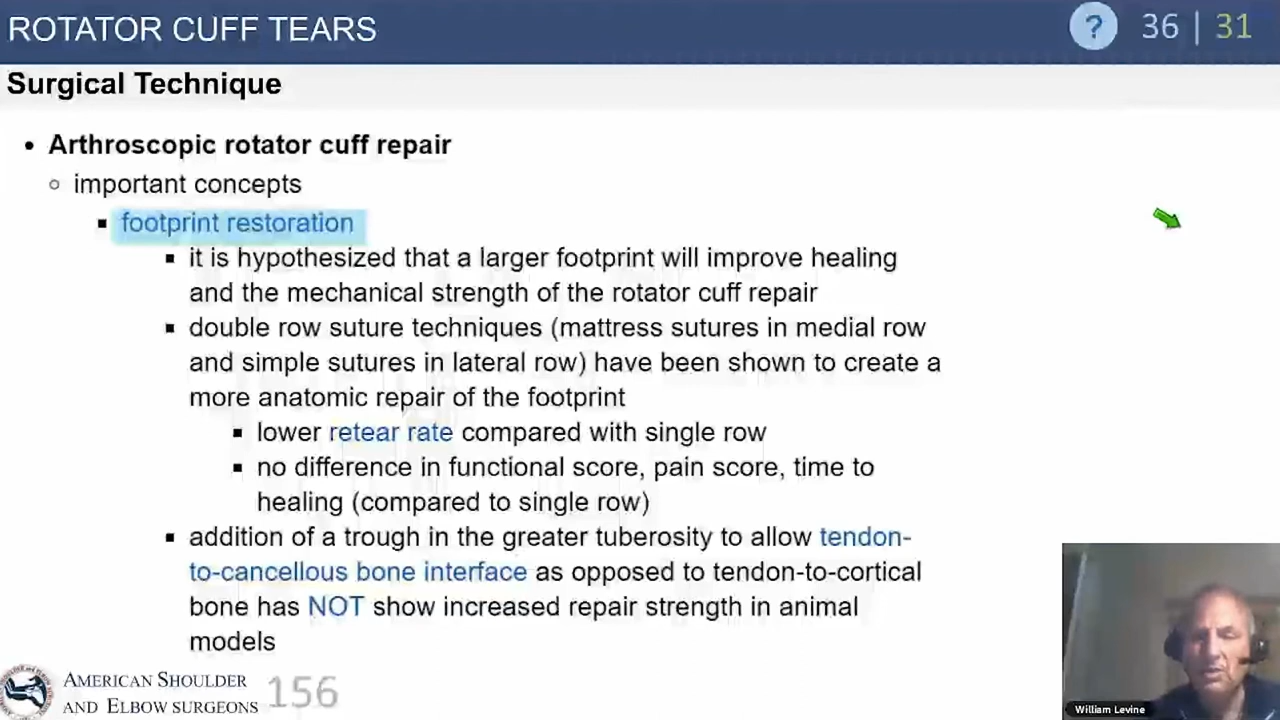 ROTATOR CUFF TEARS
? 36 | 31
Surgical Technique
• Arthroscopic rotator cuff repair
○ important concepts
▪ footprint restoration
▪ it is hypothesized that a larger footprint will improve healing
and the mechanical strength of the rotator cuff repair
▪ double row suture techniques (mattress sutures in medial row
and simple sutures in lateral row) have been shown to create a
more anatomic repair of the footprint
▪ lower retear rate compared with single row
▪ no difference in functional score, pain score, time to
healing (compared to single row)
▪ addition of a trough in the greater tuberosity to allow tendon-
to-cancellous bone interface as opposed to tendon-to-cortical
bone has NOT show increased repair strength in animal
models
AMERICAN SHOULDER
AND ELBOW SURGEONS
156
William Levine